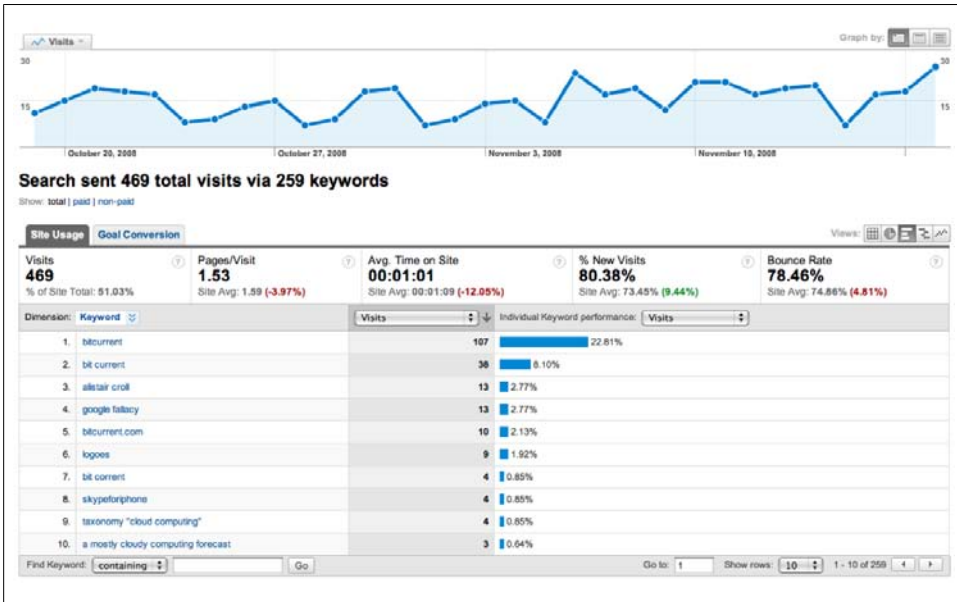 Visits
Graph by:
30 30
15 15
October 20, 2008 October 27, 2008 November 3, 2008 November 10, 2008
Search sent 469 total visits via 259 keywords
Show: total | paid | non-paid
Site Usage Goal Conversion Views:
Visits Pages/Visit Avg. Time on Site % New Visits Bounce Rate
469 1.53 00:01:01 80.38% 78.46%
% of Site Total: 51.03% Site Avg: 1.59 (-3.97%) Site Avg: 00:01:09 (-12.05%) Site Avg: 73.45% (9.44%) Site Avg: 74.86% (4.81%)
Dimension: Keyword Visits Individual Keyword performance: Visits
1. bitcurrent 107 22.81%
2. bit current 38 8.10%
3. alistair croll 13 2.77%
4. google fallacy 13 2.77%
5. bitcurrent.com 10 2.13%
6. logoes 9 1.92%
7. bit corrent 4 0.85%
8. skypeforiphone 4 0.85%
9. taxonomy "cloud computing" 4 0.85%
10. a mostly cloudy computing forecast 3 0.64%
Find Keyword: containing Go Go to: 1 Show rows: 10 1 - 10 of 259